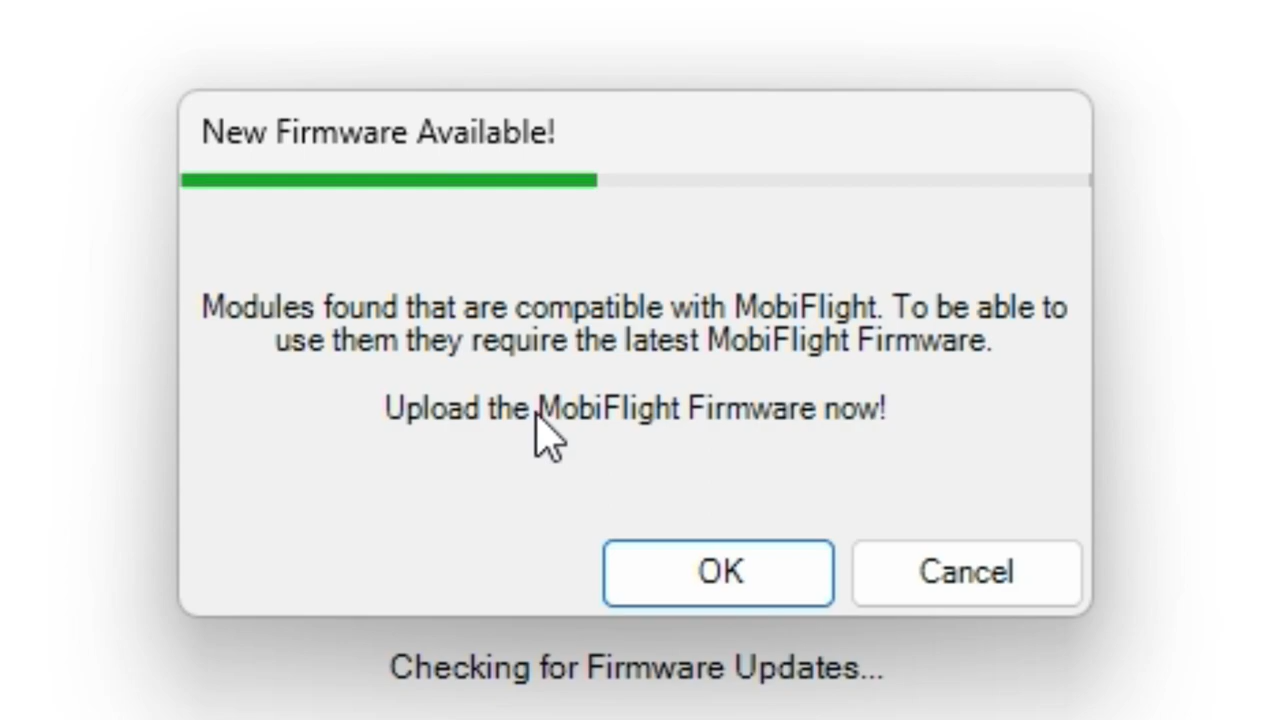 New Firmware Available!
Modules found that are compatible with MobiFlight. To be able to
use them they require the latest MobiFlight Firmware.
Upload the MobiFlight Firmware now!
OK
Cancel
Checking for Firmware Updates...